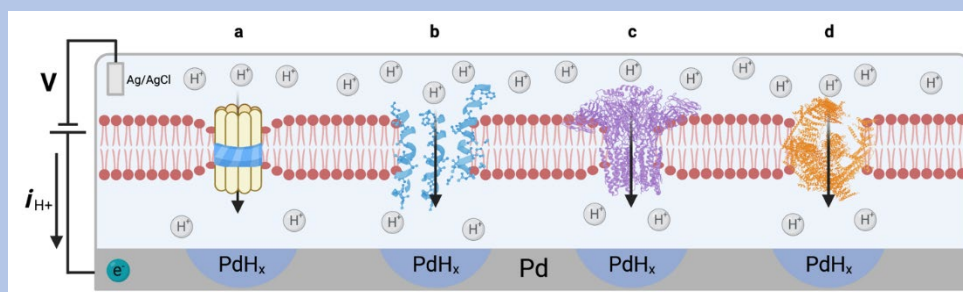 a b c d
V
Ag/AgCl
H⁺ H⁺ H⁺ H⁺ H⁺ H⁺ H⁺ H⁺ H⁺ H⁺ H⁺ H⁺ H⁺ H⁺ H⁺
i H+
H⁺ H⁺ H⁺ H⁺ H⁺ H⁺ H⁺ H⁺
e⁻ PdHₓ PdHₓ Pd PdHₓ PdHₓ